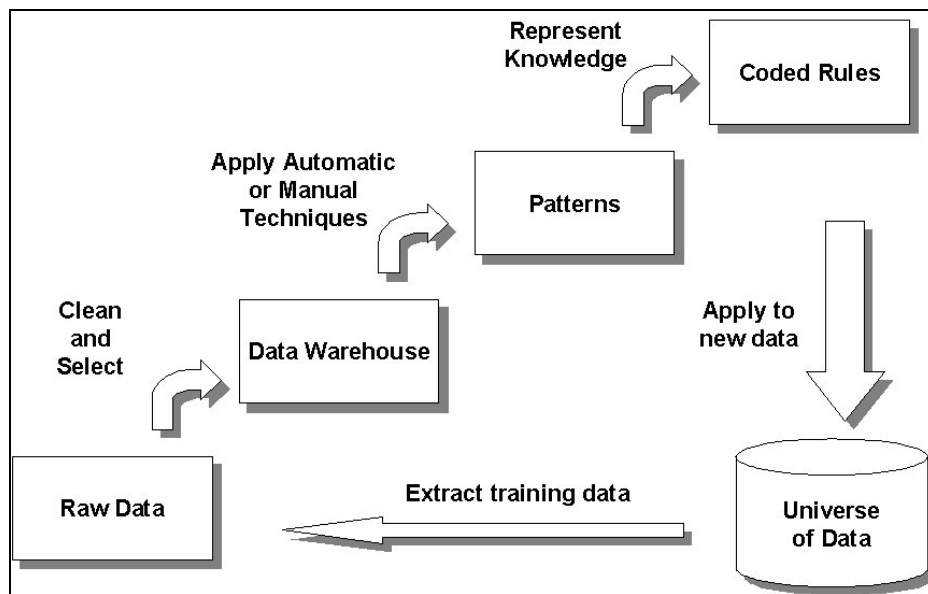 Represent
Knowledge
Coded Rules
Apply Automatic
or Manual
Techniques
Patterns
Clean
and
Select
Data Warehouse
Apply to
new data
Raw Data
Extract training data
Universe
of Data